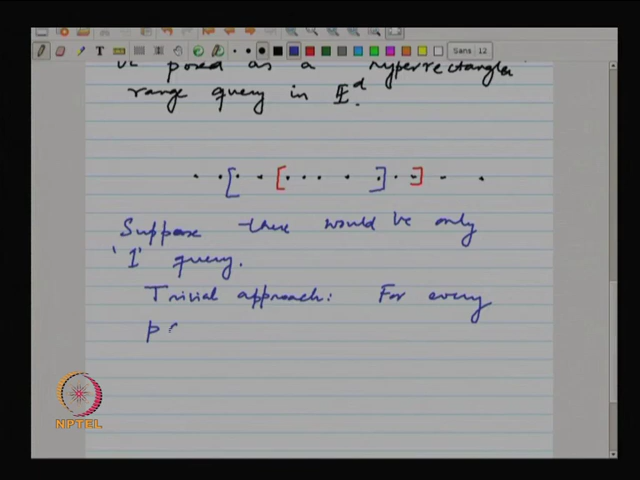 Sans 12
be posed as a hyperrectangle
range query in E^d.
Suppose there would be only
'1' query.
Trivial approach: For every
p
NPTEL